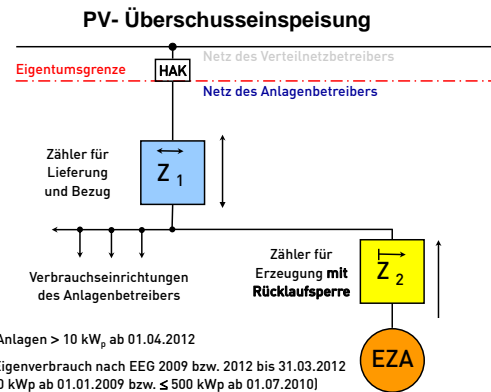 PV- Überschusseinspeisung
Netz des Verteilnetzbetreibers
Eigentumsgrenze
HAK
Netz des Anlagenbetreibers
Zähler für
Lieferung
und Bezug
Z 1
Zähler für
Erzeugung mit
Rücklaufsperre
Z 2
Verbrauchseinrichtungen
des Anlagenbetreibers
Anlagen > 10 kWp ab 01.04.2012
Eigenverbrauch nach EEG 2009 bzw. 2012 bis 31.03.2012
0 kWp ab 01.01.2009 bzw. ≤ 500 kWp ab 01.07.2010)
EZA